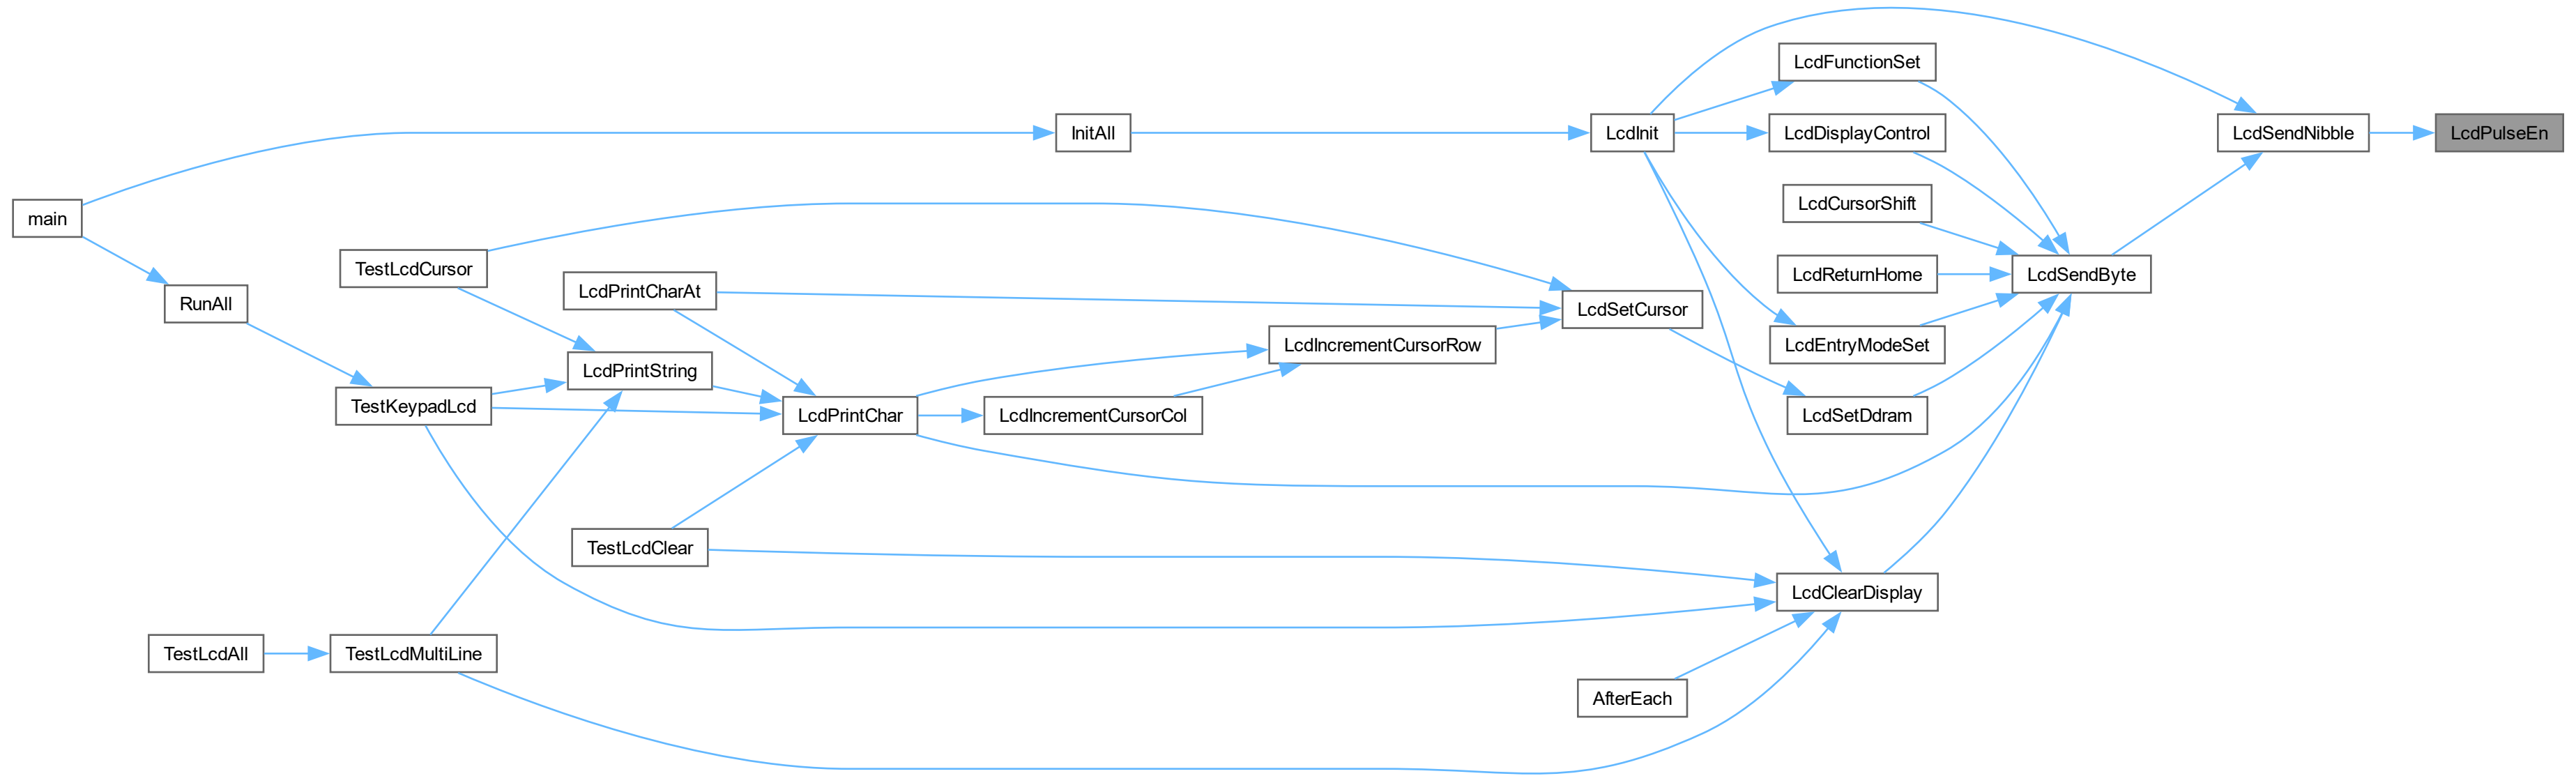 LcdFunctionSet
InitAll
LcdInit
LcdDisplayControl
LcdSendNibble
LcdPulseEn
main
LcdCursorShift
TestLcdCursor
LcdReturnHome
LcdSendByte
RunAll
LcdPrintCharAt
LcdSetCursor
LcdIncrementCursorRow
LcdEntryModeSet
LcdPrintString
TestKeypadLcd
LcdPrintChar
LcdIncrementCursorCol
LcdSetDdram
TestLcdClear
LcdClearDisplay
TestLcdAll
TestLcdMultiLine
AfterEach